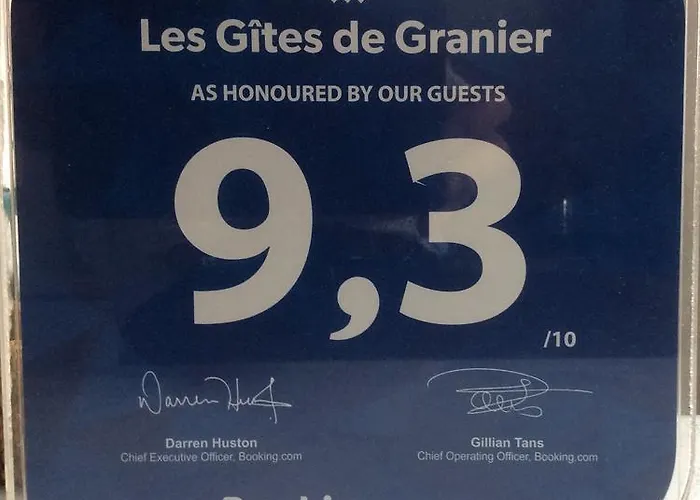 Les Gîtes de Granier
AS HONOURED BY OUR GUESTS
9,3
/10
Darren Huston
Gillian Tans
Chief Executive Officer, Booking.com
Chief Operating Officer, Booking.com